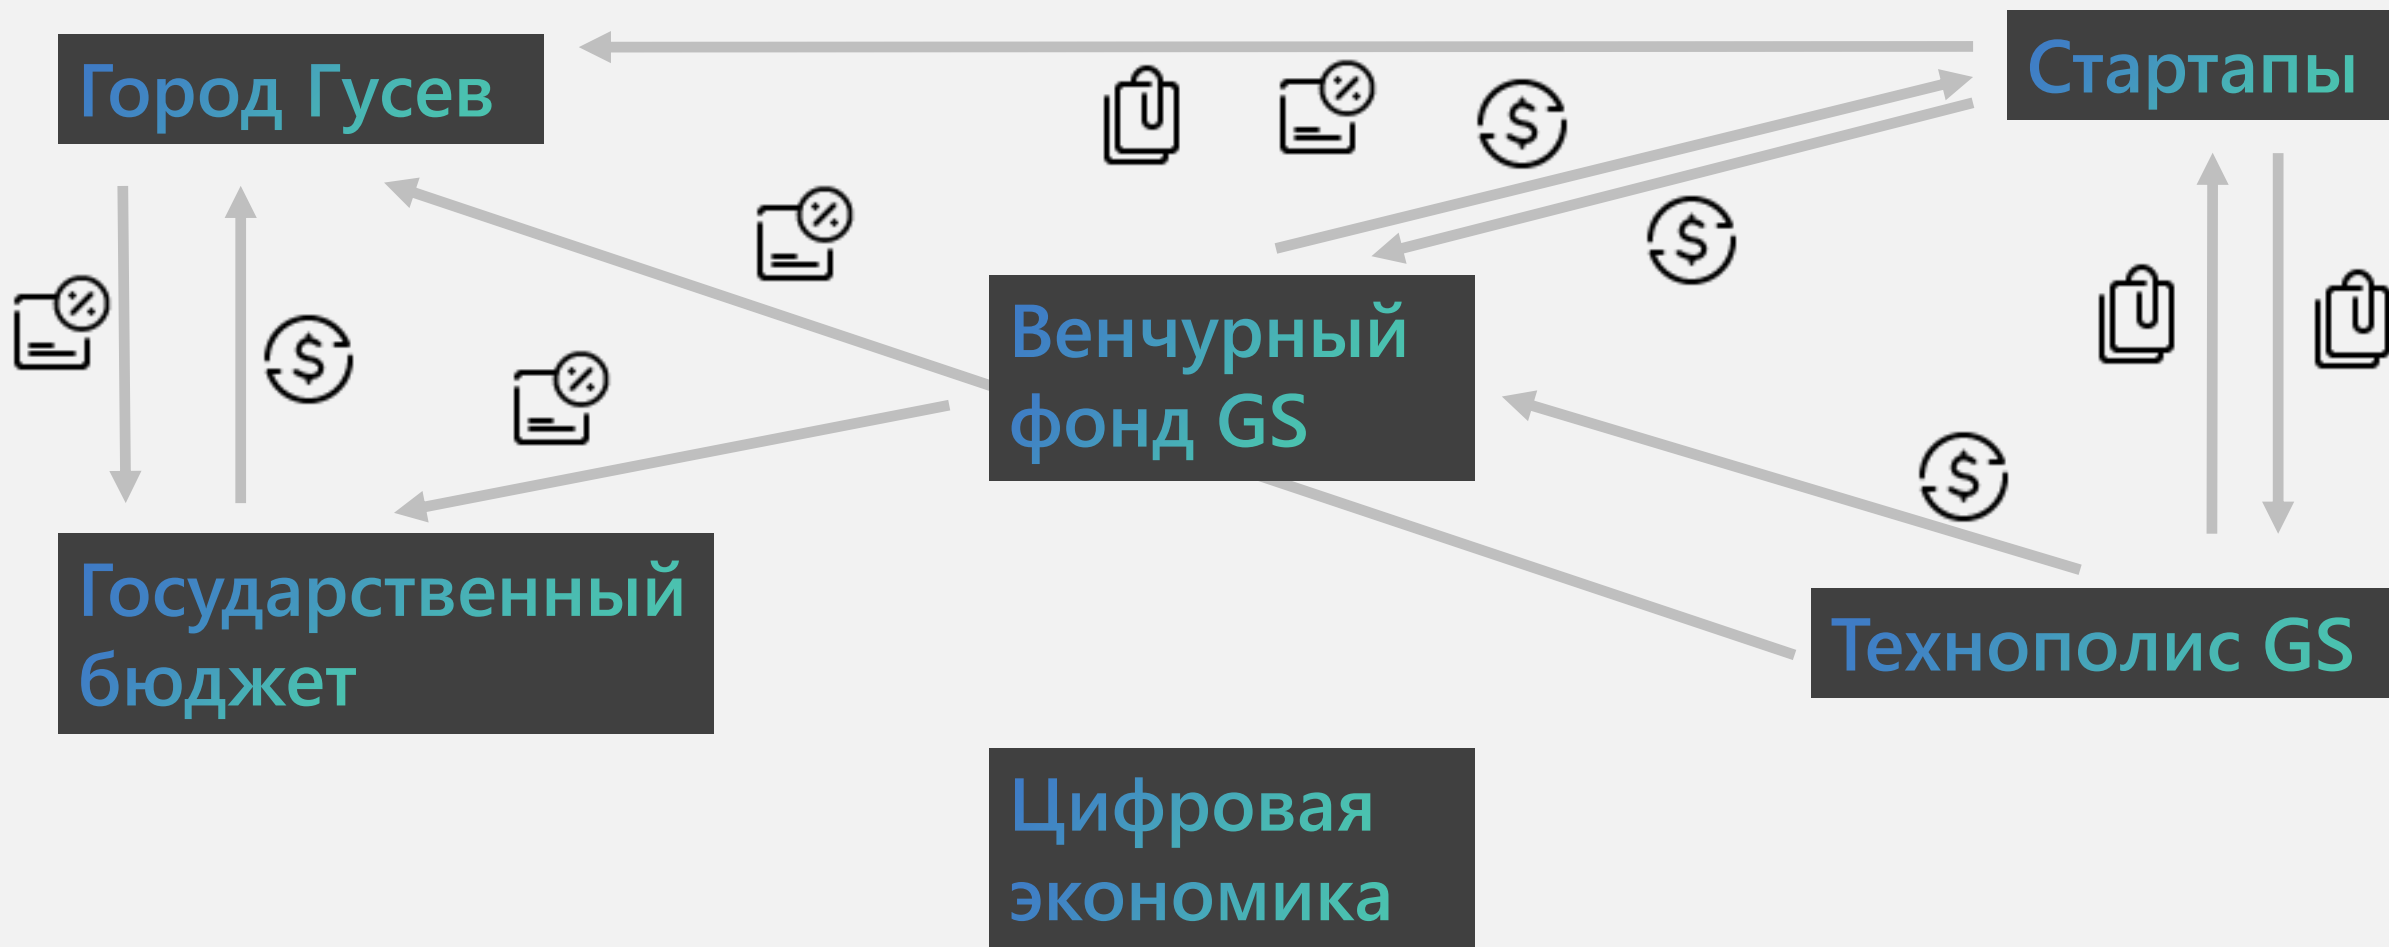 Город Гусев
Стартапы
Венчурный
фонд GS
Государственный
бюджет
Технополис GS
Цифровая
экономика